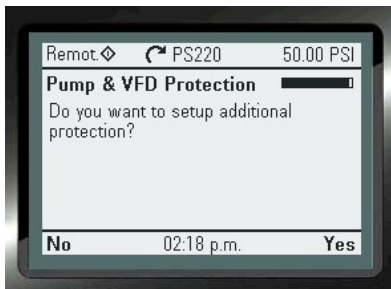 Remot. PS220 50.00 PSI
Pump & VFD Protection
Do you want to setup additional
protection?
No 02:18 p.m. Yes